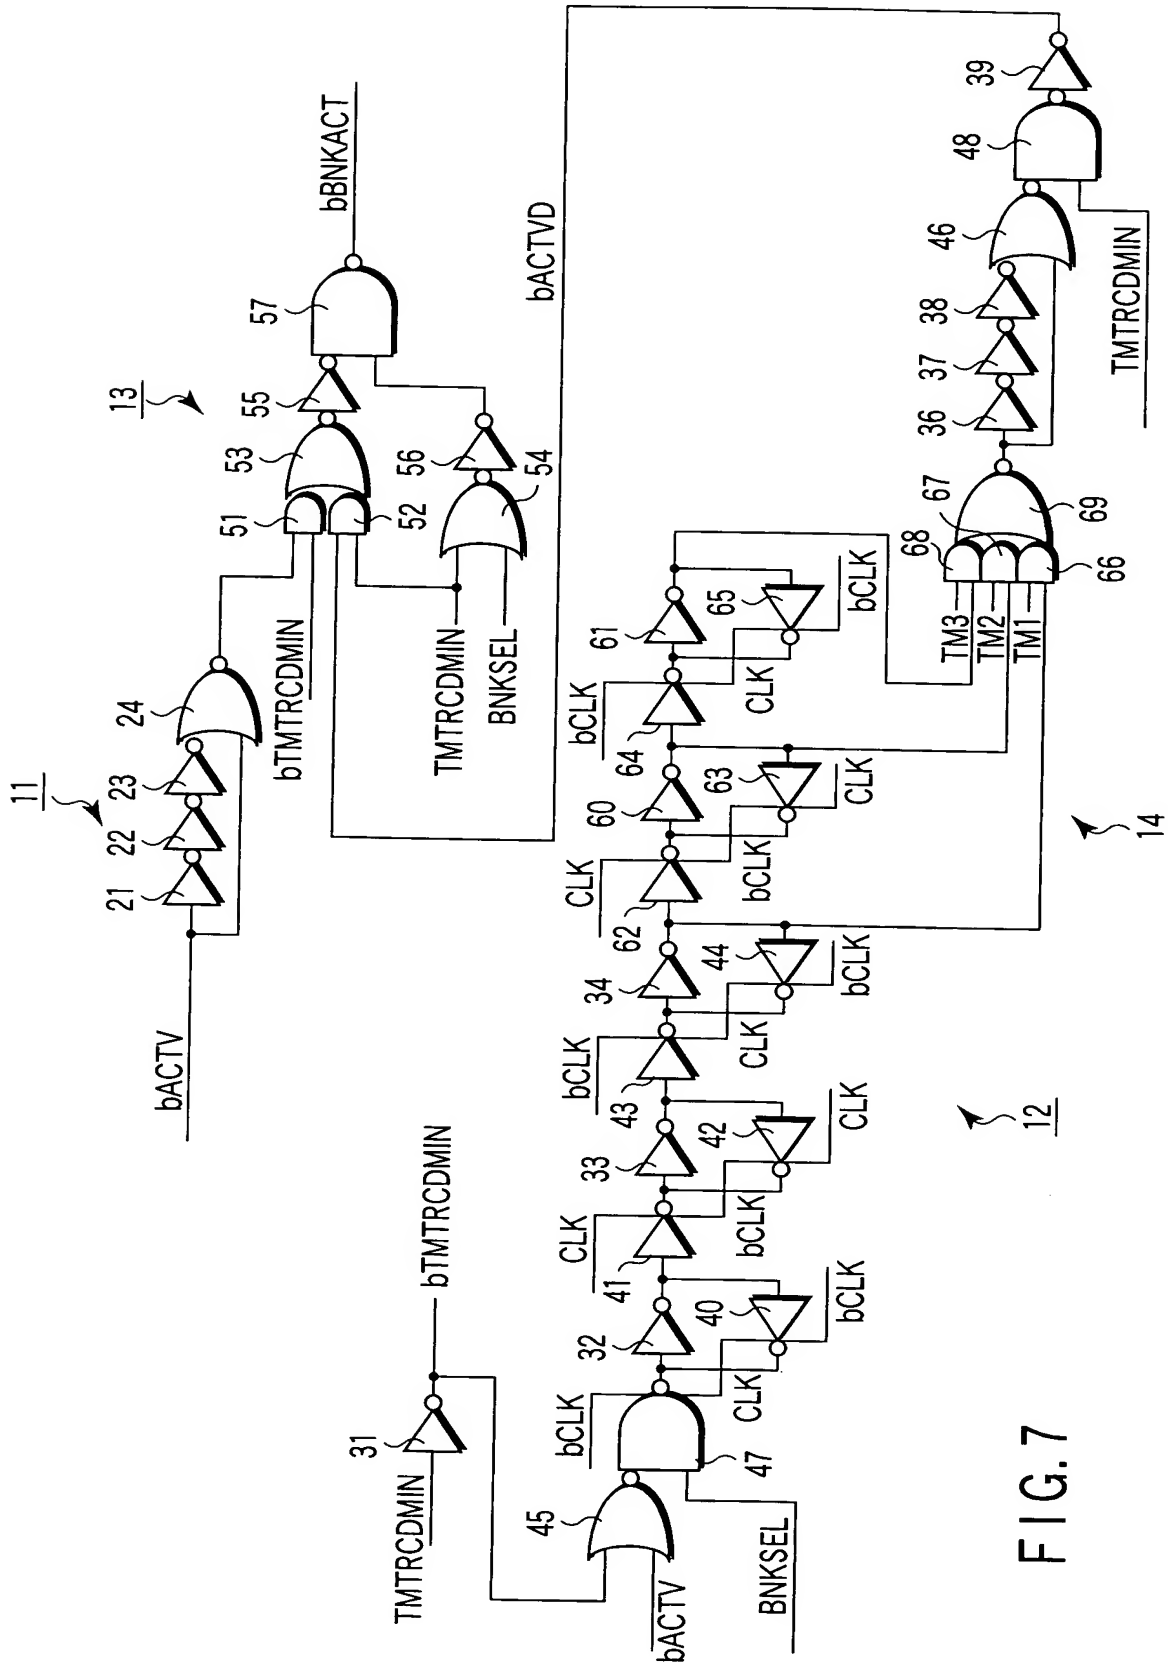 11
13
bACTV
21
22
23
24
bTMTRCDMIN
51
52
53
55
57
bBNKACT
TMTRCDMIN
BNKSEL
54
56
bACTVD
TMTRCDMIN
31
bTMTRCDMIN
bACTV
45
BNKSEL
47
bCLK
32
40
CLK
bCLK
41
CLK
33
42
bCLK
CLK
43
bCLK
34
44
CLK
bCLK
62
CLK
60
63
bCLK
CLK
64
bCLK
61
65
CLK
bCLK
12
14
TM3
TM2
TM1
68
67
66
69
36
37
38
46
48
39
TMTRCDMIN
FIG. 7